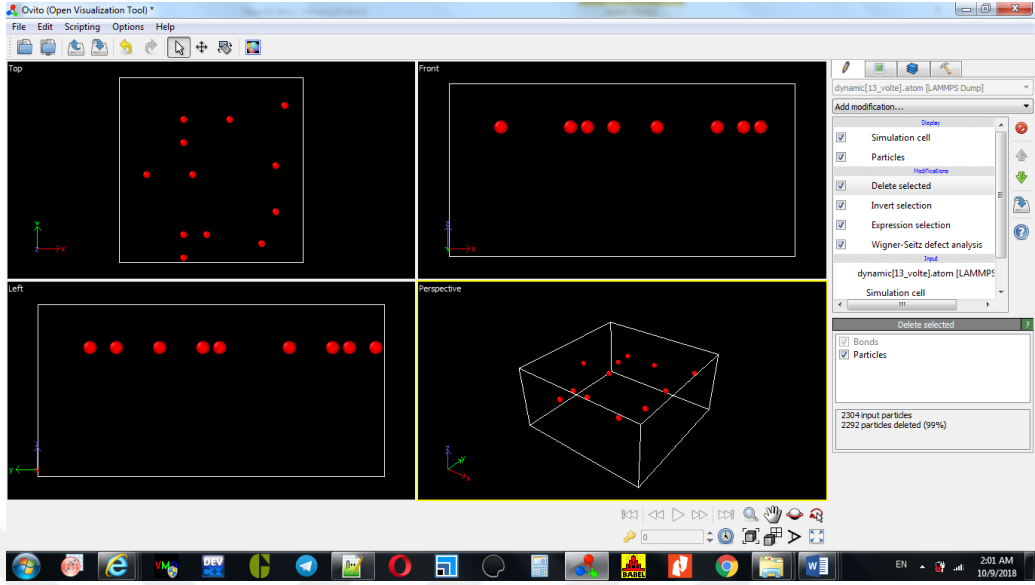 Ovito (Open Visualization Tool) *
File Edit Scripting Options Help
Top
Front
Left
Perspective
y
z x
z
y x
z
y x
z
y
x
dynamic[13_volte].atom [LAMMPS Dump]
Add modification...
Display
Simulation cell
Particles
Modifications
Delete selected
Invert selection
Expression selection
Wigner-Seitz defect analysis
Input
dynamic[13_volte].atom [LAMMPS
Simulation cell
Delete selected
?
Bonds
Particles
2304 input particles
2292 particles deleted (99%)
0
VM
DEV
BABEL
EN
2:01 AM
10/9/2018